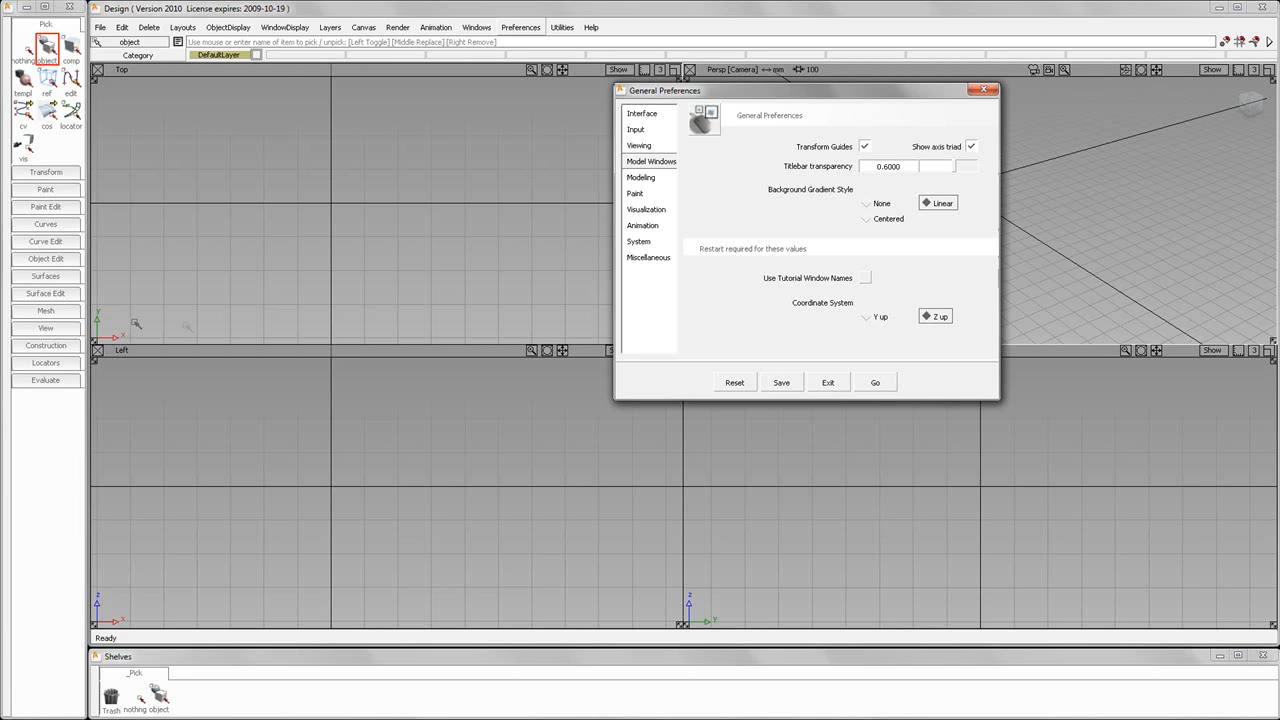 Design ( Version 2010 License expires: 2009-10-19 )
File Edit Delete Layouts ObjectDisplay WindowDisplay Layers Canvas Render Animation Windows Preferences Utilities Help
object Use mouse or enter name of item to pick / unpick: [Left Toggle] [Middle Replace] [Right Remove]
Category DefaultLayer
Pick
nothing object comp
templ ref edit
cv cos locator
vis
Transform
Paint
Paint Edit
Curves
Curve Edit
Object Edit
Surfaces
Surface Edit
Mesh
View
Construction
Locators
Evaluate
Top Show 3
Persp [Camera] mm 100 Show 3
General Preferences
Interface
Input
Viewing
Model Windows
Modeling
Paint
Visualization
Animation
System
Miscellaneous
General Preferences
Transform Guides Show axis triad
Titlebar transparency 0.6000
Background Gradient Style
None Linear
Centered
Restart required for these values
Use Tutorial Window Names
Coordinate System
Y up Z up
Reset Save Exit Go
Y
X
Left
Show 3
Z
X
Z
Y
Ready
Shelves
_Pick
Trash nothng object